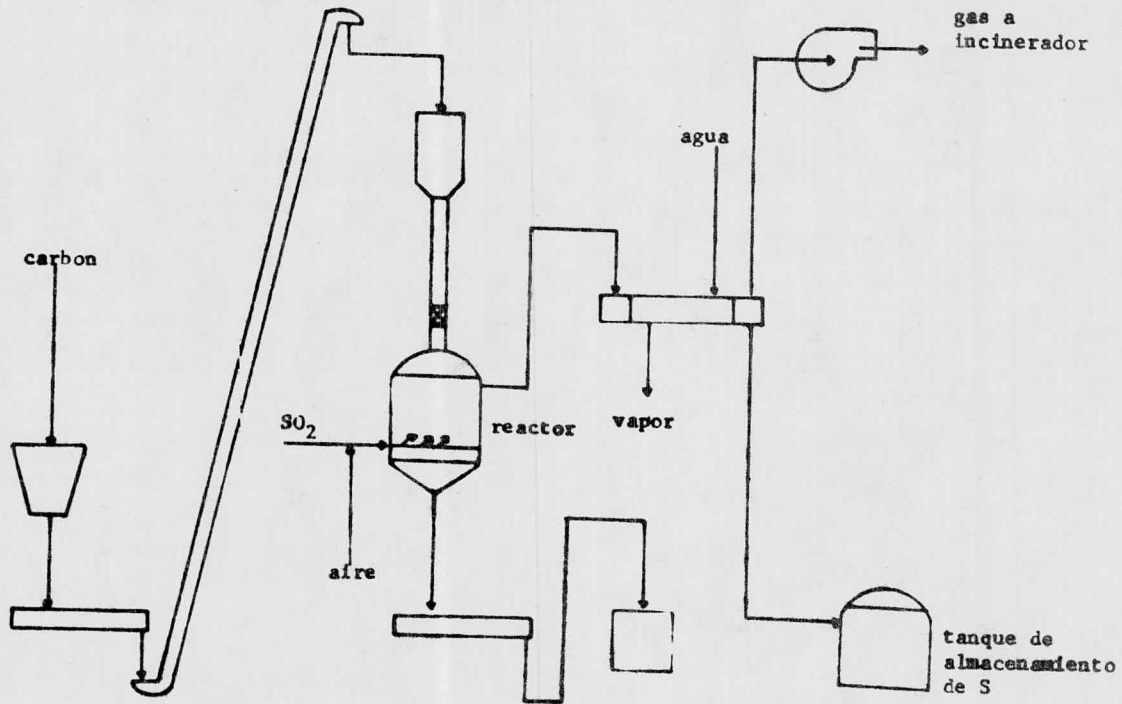 gas a
incinerador
agua
carbon
SO₂
reactor
vapor
aire
tanque de
almacenamiento
de S